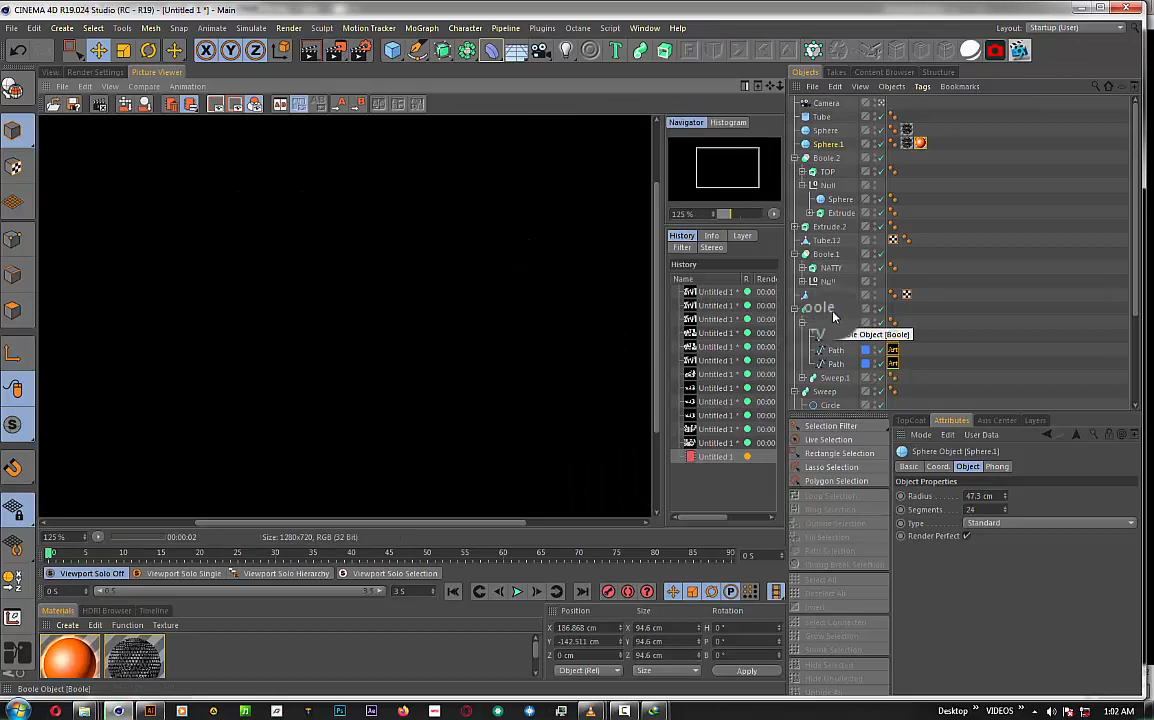 CINEMA 4D R19.024 Studio (RC - R19) - [Untitled 1 *] - Main
File Edit Create Select Tools Mesh Snap Animate Simulate Render Sculpt Motion Tracker MoGraph Character Pipeline Plugins Octane Script Window Help Layout: Startup (User)
View Render Settings Picture Viewer
File Edit View Compare Animation
Navigator Histogram
125 %
History Info Layer
Filter Stereo
History
Name R Render
Untitled 1 * 00:00
Untitled 1 * 00:00
Untitled 1 * 00:00
Untitled 1 * 00:00
Untitled 1 * 00:00
Untitled 1 * 00:00
Untitled 1 * 00:00
Untitled 1 * 00:00
Untitled 1 * 00:00
Untitled 1 * 00:00
Untitled 1 * 00:00
Untitled 1 * 00:00
Untitled 1
Objects Takes Content Browser Structure
File Edit View Objects Tags Bookmarks
Camera
Tube
Sphere
Sphere.1
Boole.2
TOP
Null
Sphere
Extrude
Extrude.2
Tube.12
Boole.1
NATTY
Null
oole
Object [Boole]
Path
Path
Sweep.1
Sweep
Circle
TopCoat Attributes Axis Center Layers
Mode Edit User Data
Sphere Object [Sphere.1]
Basic Coord. Object Phong
Object Properties
Radius 47.3 cm
Segments 24
Type Standard
Render Perfect
Selection Filter
Live Selection
Rectangle Selection
Lasso Selection
Polygon Selection
Loop Selection
Ring Selection
Outline Selection
Fill Selection
Path Selection
Phong Break Selection
Select All
Deselect All
Invert
Select Connected
Grow Selection
Shrink Selection
Hide Selected
Hide Unselected
Unhide All
125 % 00:00:02 Size: 1280x720, RGB (32 Bit)
0 5 10 15 20 25 30 35 40 45 50 55 60 65 70 75 80 85 90 0 S
Viewport Solo Off Viewport Solo Single Viewport Solo Hierarchy Viewport Solo Selection
0 S 0 S 3 S 3 S
Materials HDRI Browser Timeline
Create Edit Function Texture
Position Size Rotation
X 186.868 cm X 94.6 cm H 0 °
Y -142.511 cm Y 94.6 cm P 0 °
Z 0 cm Z 94.6 cm B 0 °
Object (Rel) Size Apply
Boole Object [Boole]
Desktop VIDEOS 1:02 AM